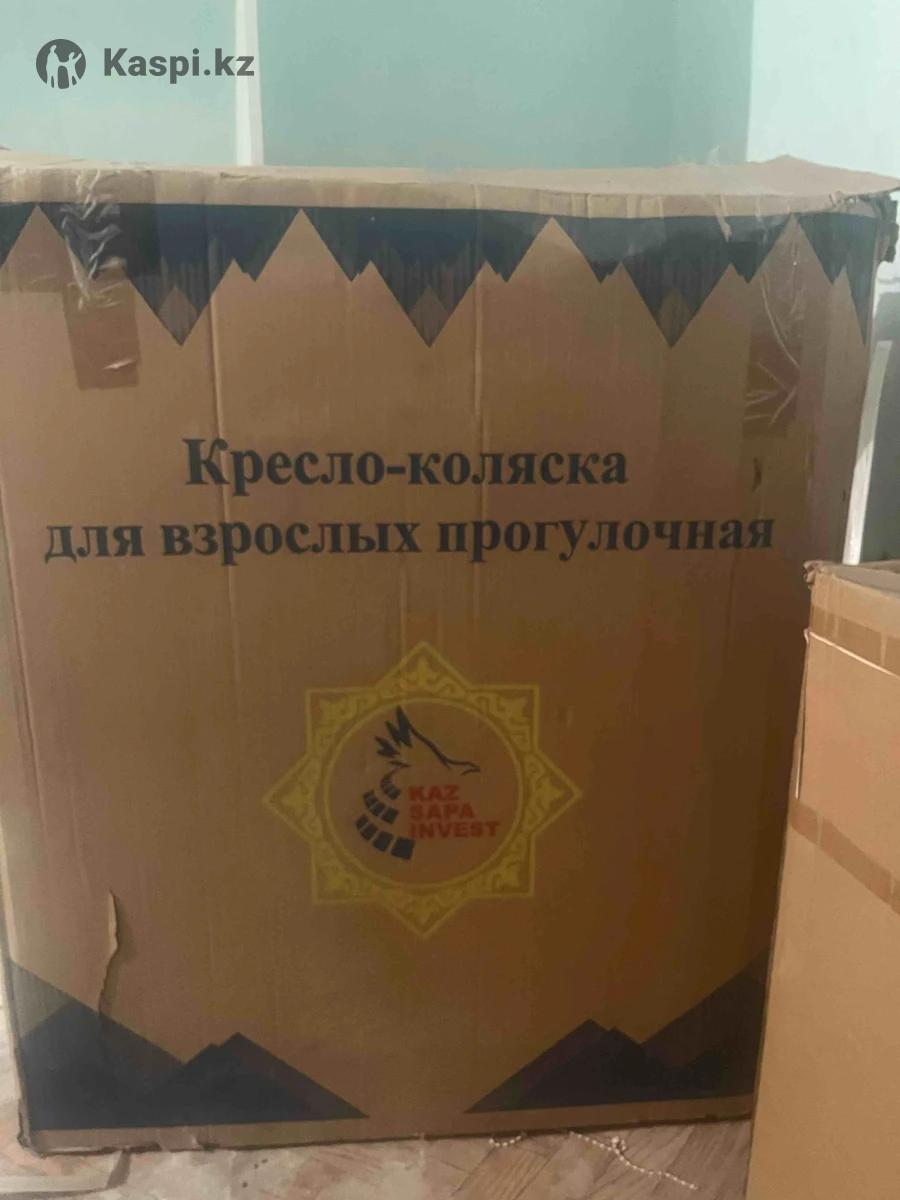 Kaspi.kz
Кресло-коляска
для взрослых прогулочная
KAZ
SAPA
INVEST